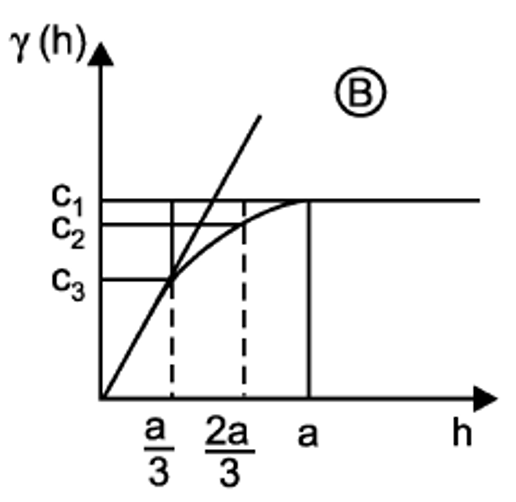 γ (h)
B
c₁
c₂
c₃
a/3 2a/3 a h